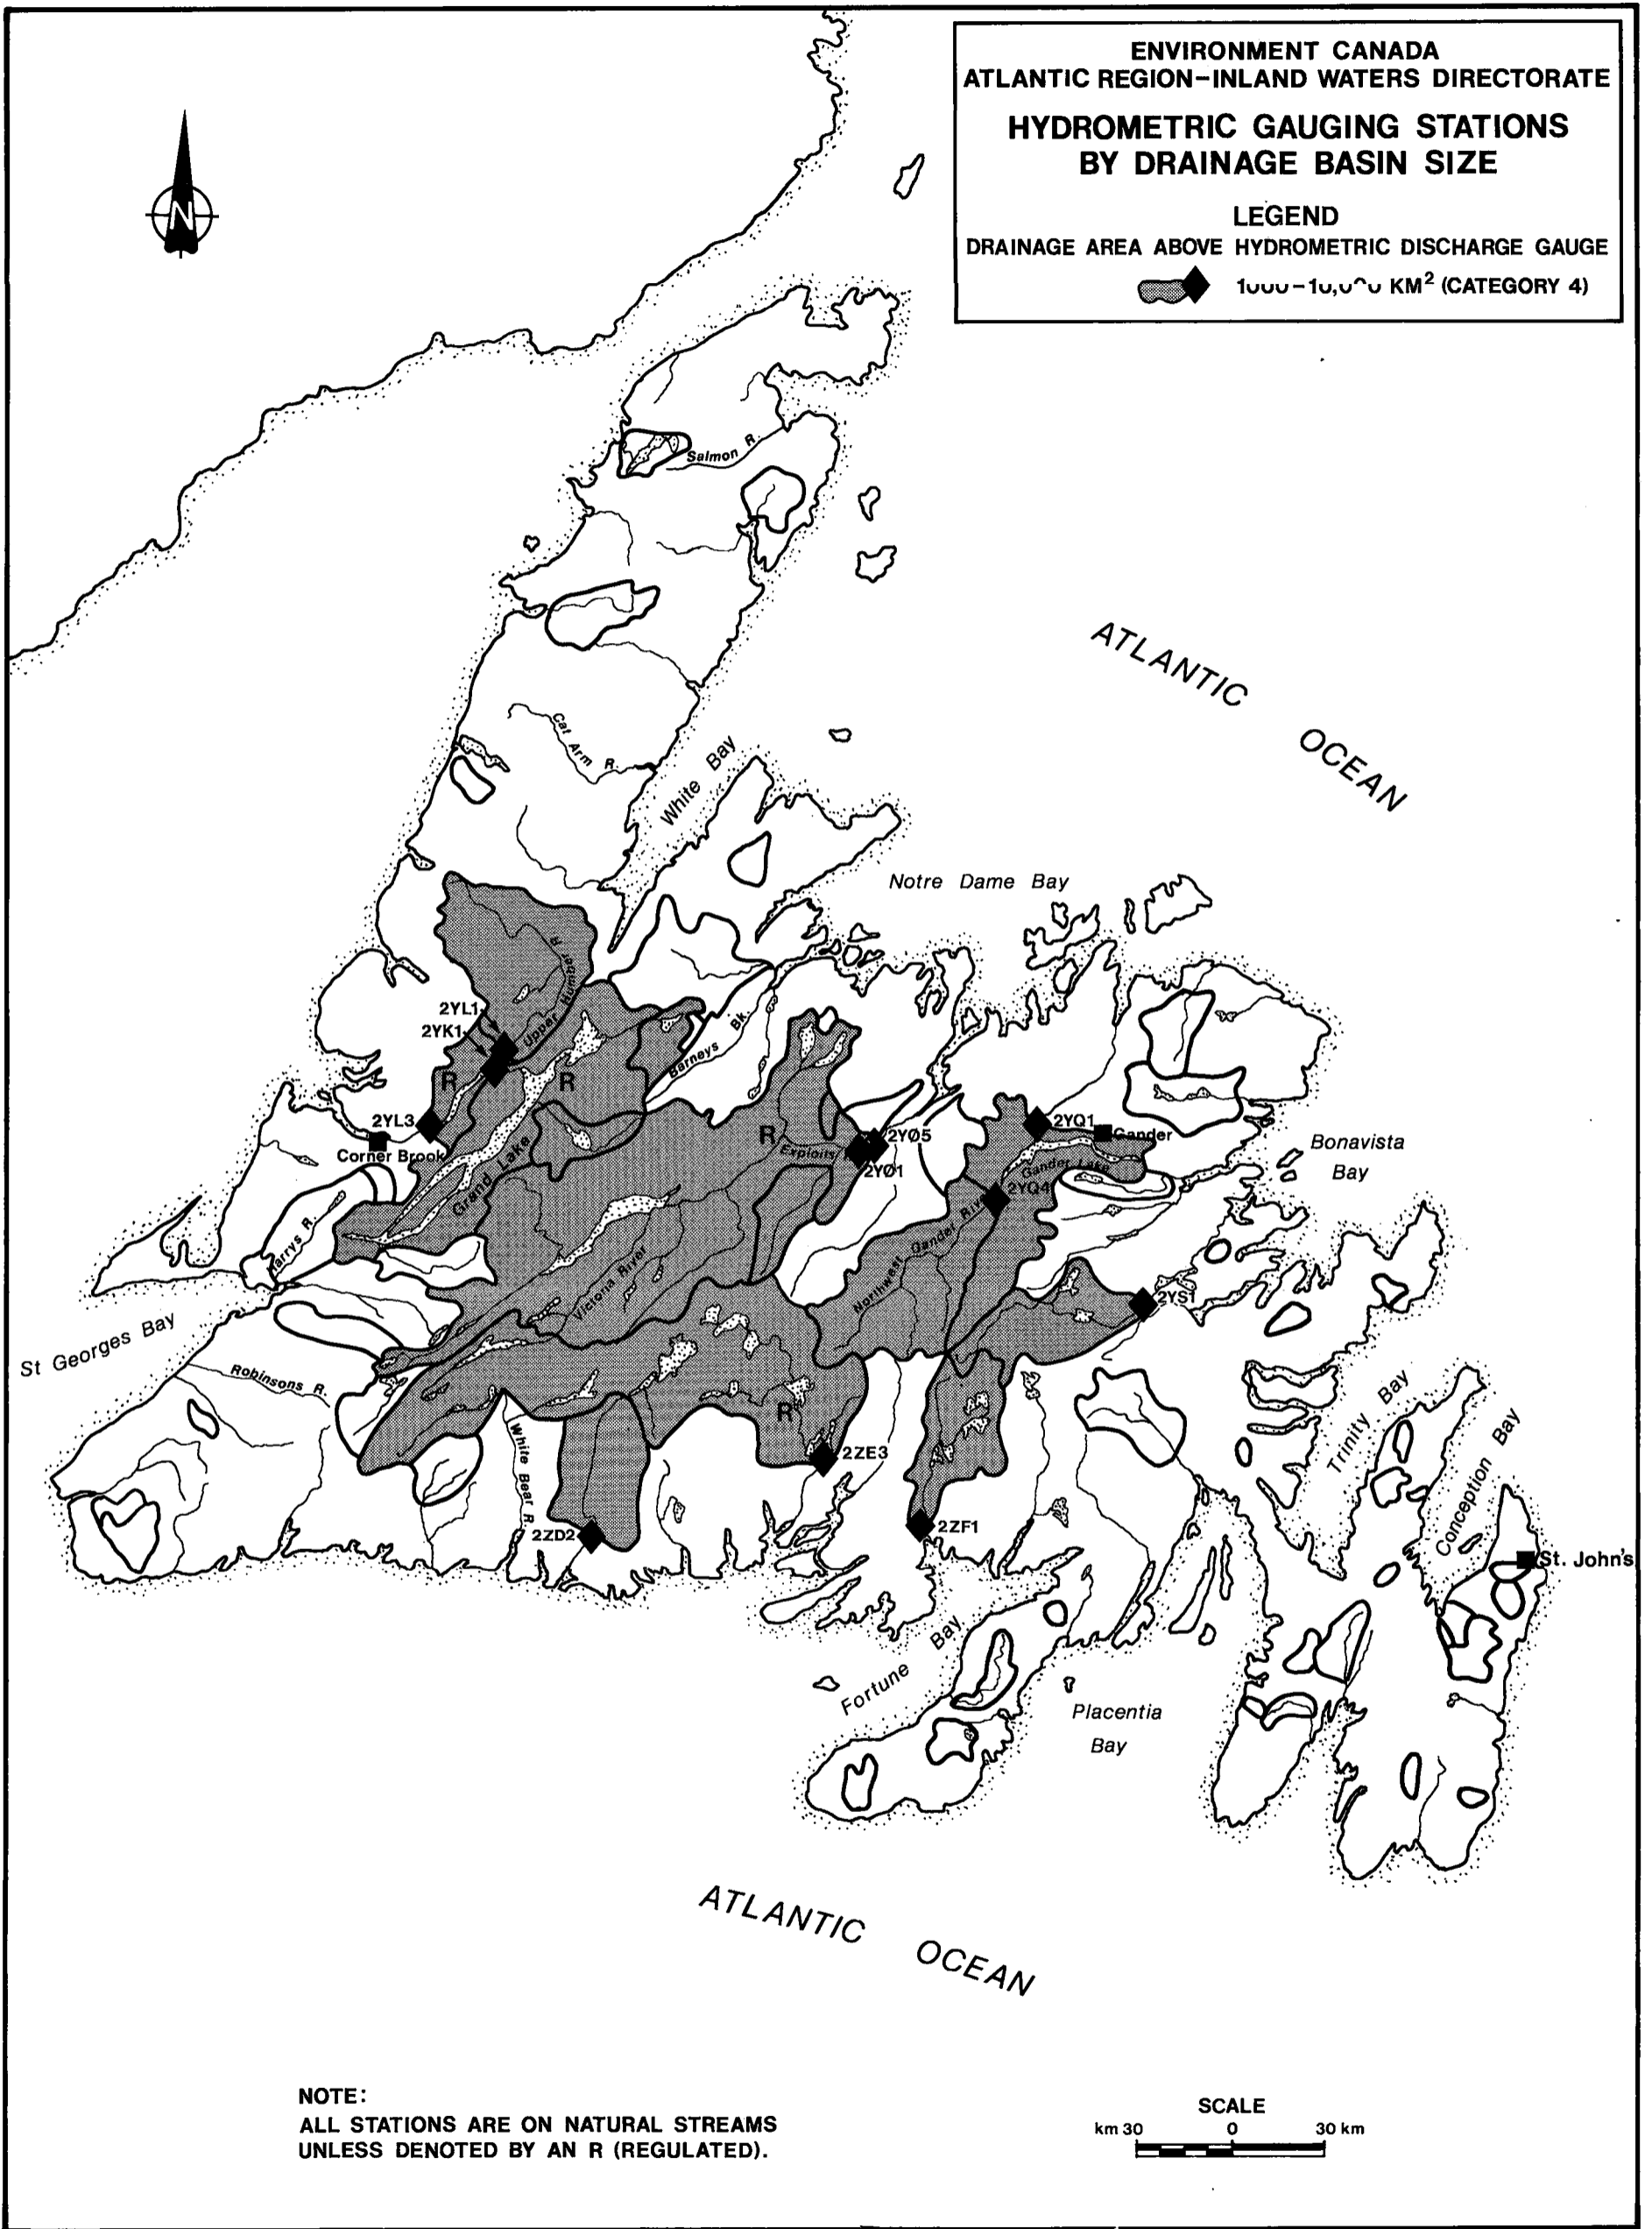 ENVIRONMENT CANADA
ATLANTIC REGION-INLAND WATERS DIRECTORATE
HYDROMETRIC GAUGING STATIONS
BY DRAINAGE BASIN SIZE
LEGEND
DRAINAGE AREA ABOVE HYDROMETRIC DISCHARGE GAUGE
KM² (CATEGORY 4)
N
Salmon R.
ATLANTIC
OCEAN
Cat Arm R.
White Bay
Notre Dame Bay
Upper Humber R
2YL1
2YK1
Barneys Bk.
R
R
2YL3
Corner Brook
Grand Lake
R
Exploits
2YØ5
2YØ1
2YQ1
Gander
Gander Lake
2YQ4
Bonavista
Bay
Harrys R.
Victoria River
Northwest Gander River
2YS1
St Georges Bay
Robinsons R.
White Bear R.
R
2ZE3
2ZD2
2ZF1
Trinity Bay
Conception Bay
St. John's
Fortune Bay
Placentia
Bay
ATLANTIC
OCEAN
NOTE:
ALL STATIONS ARE ON NATURAL STREAMS
UNLESS DENOTED BY AN R (REGULATED).
SCALE
km 30 0 30 km